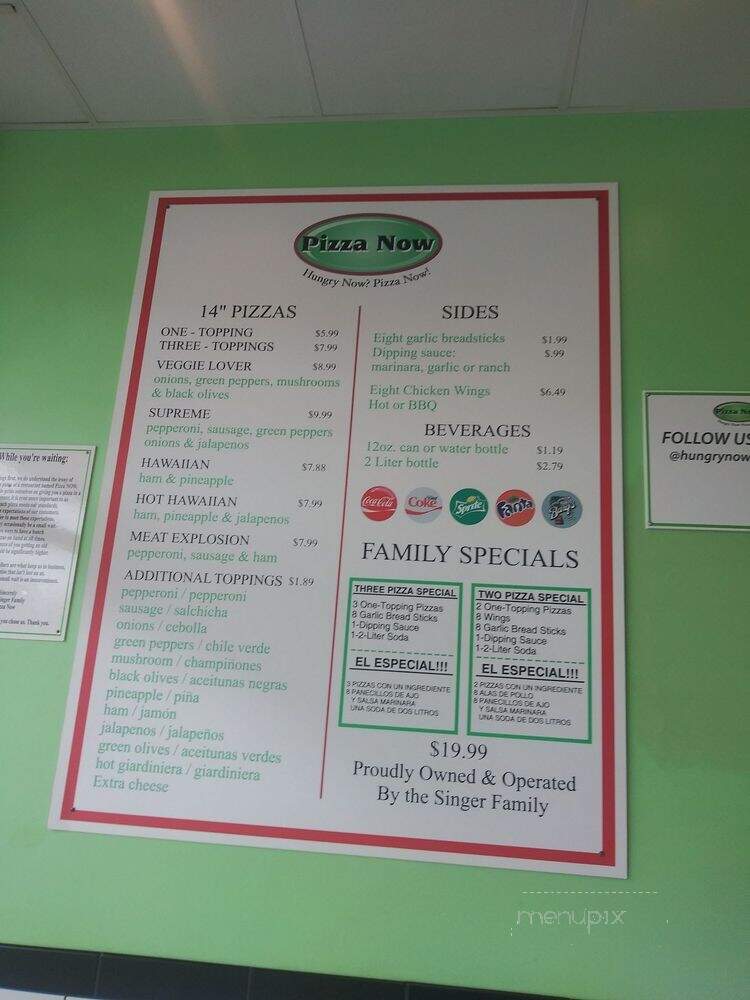 Pizza Now
Hungry Now? Pizza Now!
14" PIZZAS
ONE - TOPPING $5.99
THREE - TOPPINGS $7.99
VEGGIE LOVER $8.99
onions, green peppers, mushrooms
& black olives
SUPREME $9.99
pepperoni, sausage, green peppers
onions & jalapenos
HAWAIIAN $7.88
ham & pineapple
HOT HAWAIIAN $7.99
ham, pineapple & jalapenos
MEAT EXPLOSION $7.99
pepperoni, sausage & ham
ADDITIONAL TOPPINGS $1.89
pepperoni / pepperoni
sausage / salchicha
onions / cebolla
green peppers / chile verde
mushroom / champiñones
black olives / aceitunas negras
pineapple / piña
ham / jamón
jalapenos / jalapeños
green olives / aceitunas verdes
hot giardiniera / giardiniera
Extra cheese
SIDES
Eight garlic breadsticks $1.99
Dipping sauce: $.99
marinara, garlic or ranch
Eight Chicken Wings $6.49
Hot or BBQ
BEVERAGES
12oz. can or water bottle $1.19
2 Liter bottle $2.79
Coca-Cola
Coke
Sprite
Fanta
Barq's
FAMILY SPECIALS
THREE PIZZA SPECIAL
3 One-Topping Pizzas
8 Garlic Bread Sticks
1-Dipping Sauce
1-2-Liter Soda
EL ESPECIAL!!!
3 PIZZAS CON UN INGREDIENTE
8 PANECILLOS DE AJO
Y SALSA MARINARA
UNA SODA DE DOS LITROS
TWO PIZZA SPECIAL
2 One-Topping Pizzas
8 Wings
8 Garlic Bread Sticks
1-Dipping Sauce
1-2-Liter Soda
EL ESPECIAL!!!
2 PIZZAS CON UN INGREDIENTE
8 ALAS DE POLLO
8 PANECILLOS DE AJO
Y SALSA MARINARA
UNA SODA DE DOS LITROS
$19.99
Proudly Owned & Operated
By the Singer Family
While you're waiting:
Sincerely
Singer Family
Thank you.
Pizza Now
FOLLOW US
@hungrynow
menupix